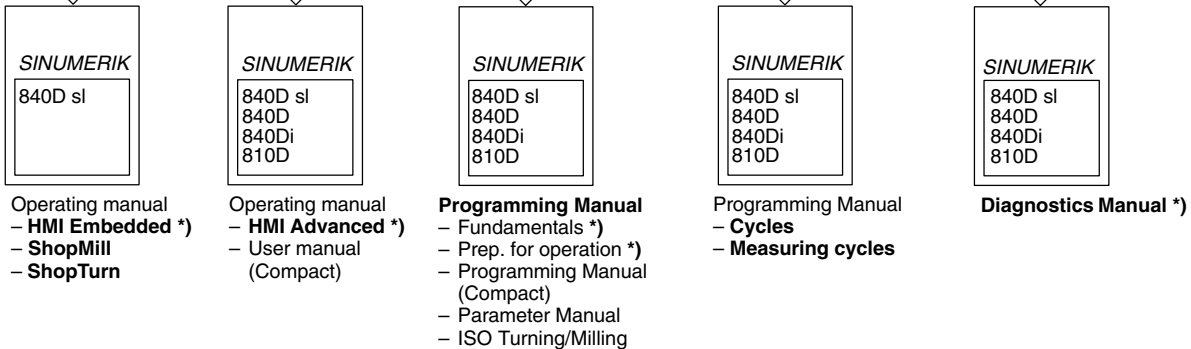 SINUMERIK
840D sl
Operating manual
– HMI Embedded *)
– ShopMill
– ShopTurn
SINUMERIK
840D sl
840D
840Di
810D
Operating manual
– HMI Advanced *)
– User manual
(Compact)
SINUMERIK
840D sl
840D
840Di
810D
Programming Manual
– Fundamentals *)
– Prep. for operation *)
– Programming Manual
(Compact)
– Parameter Manual
– ISO Turning/Milling
SINUMERIK
840D sl
840D
840Di
810D
Programming Manual
– Cycles
– Measuring cycles
SINUMERIK
840D sl
840D
840Di
810D
Diagnostics Manual *)